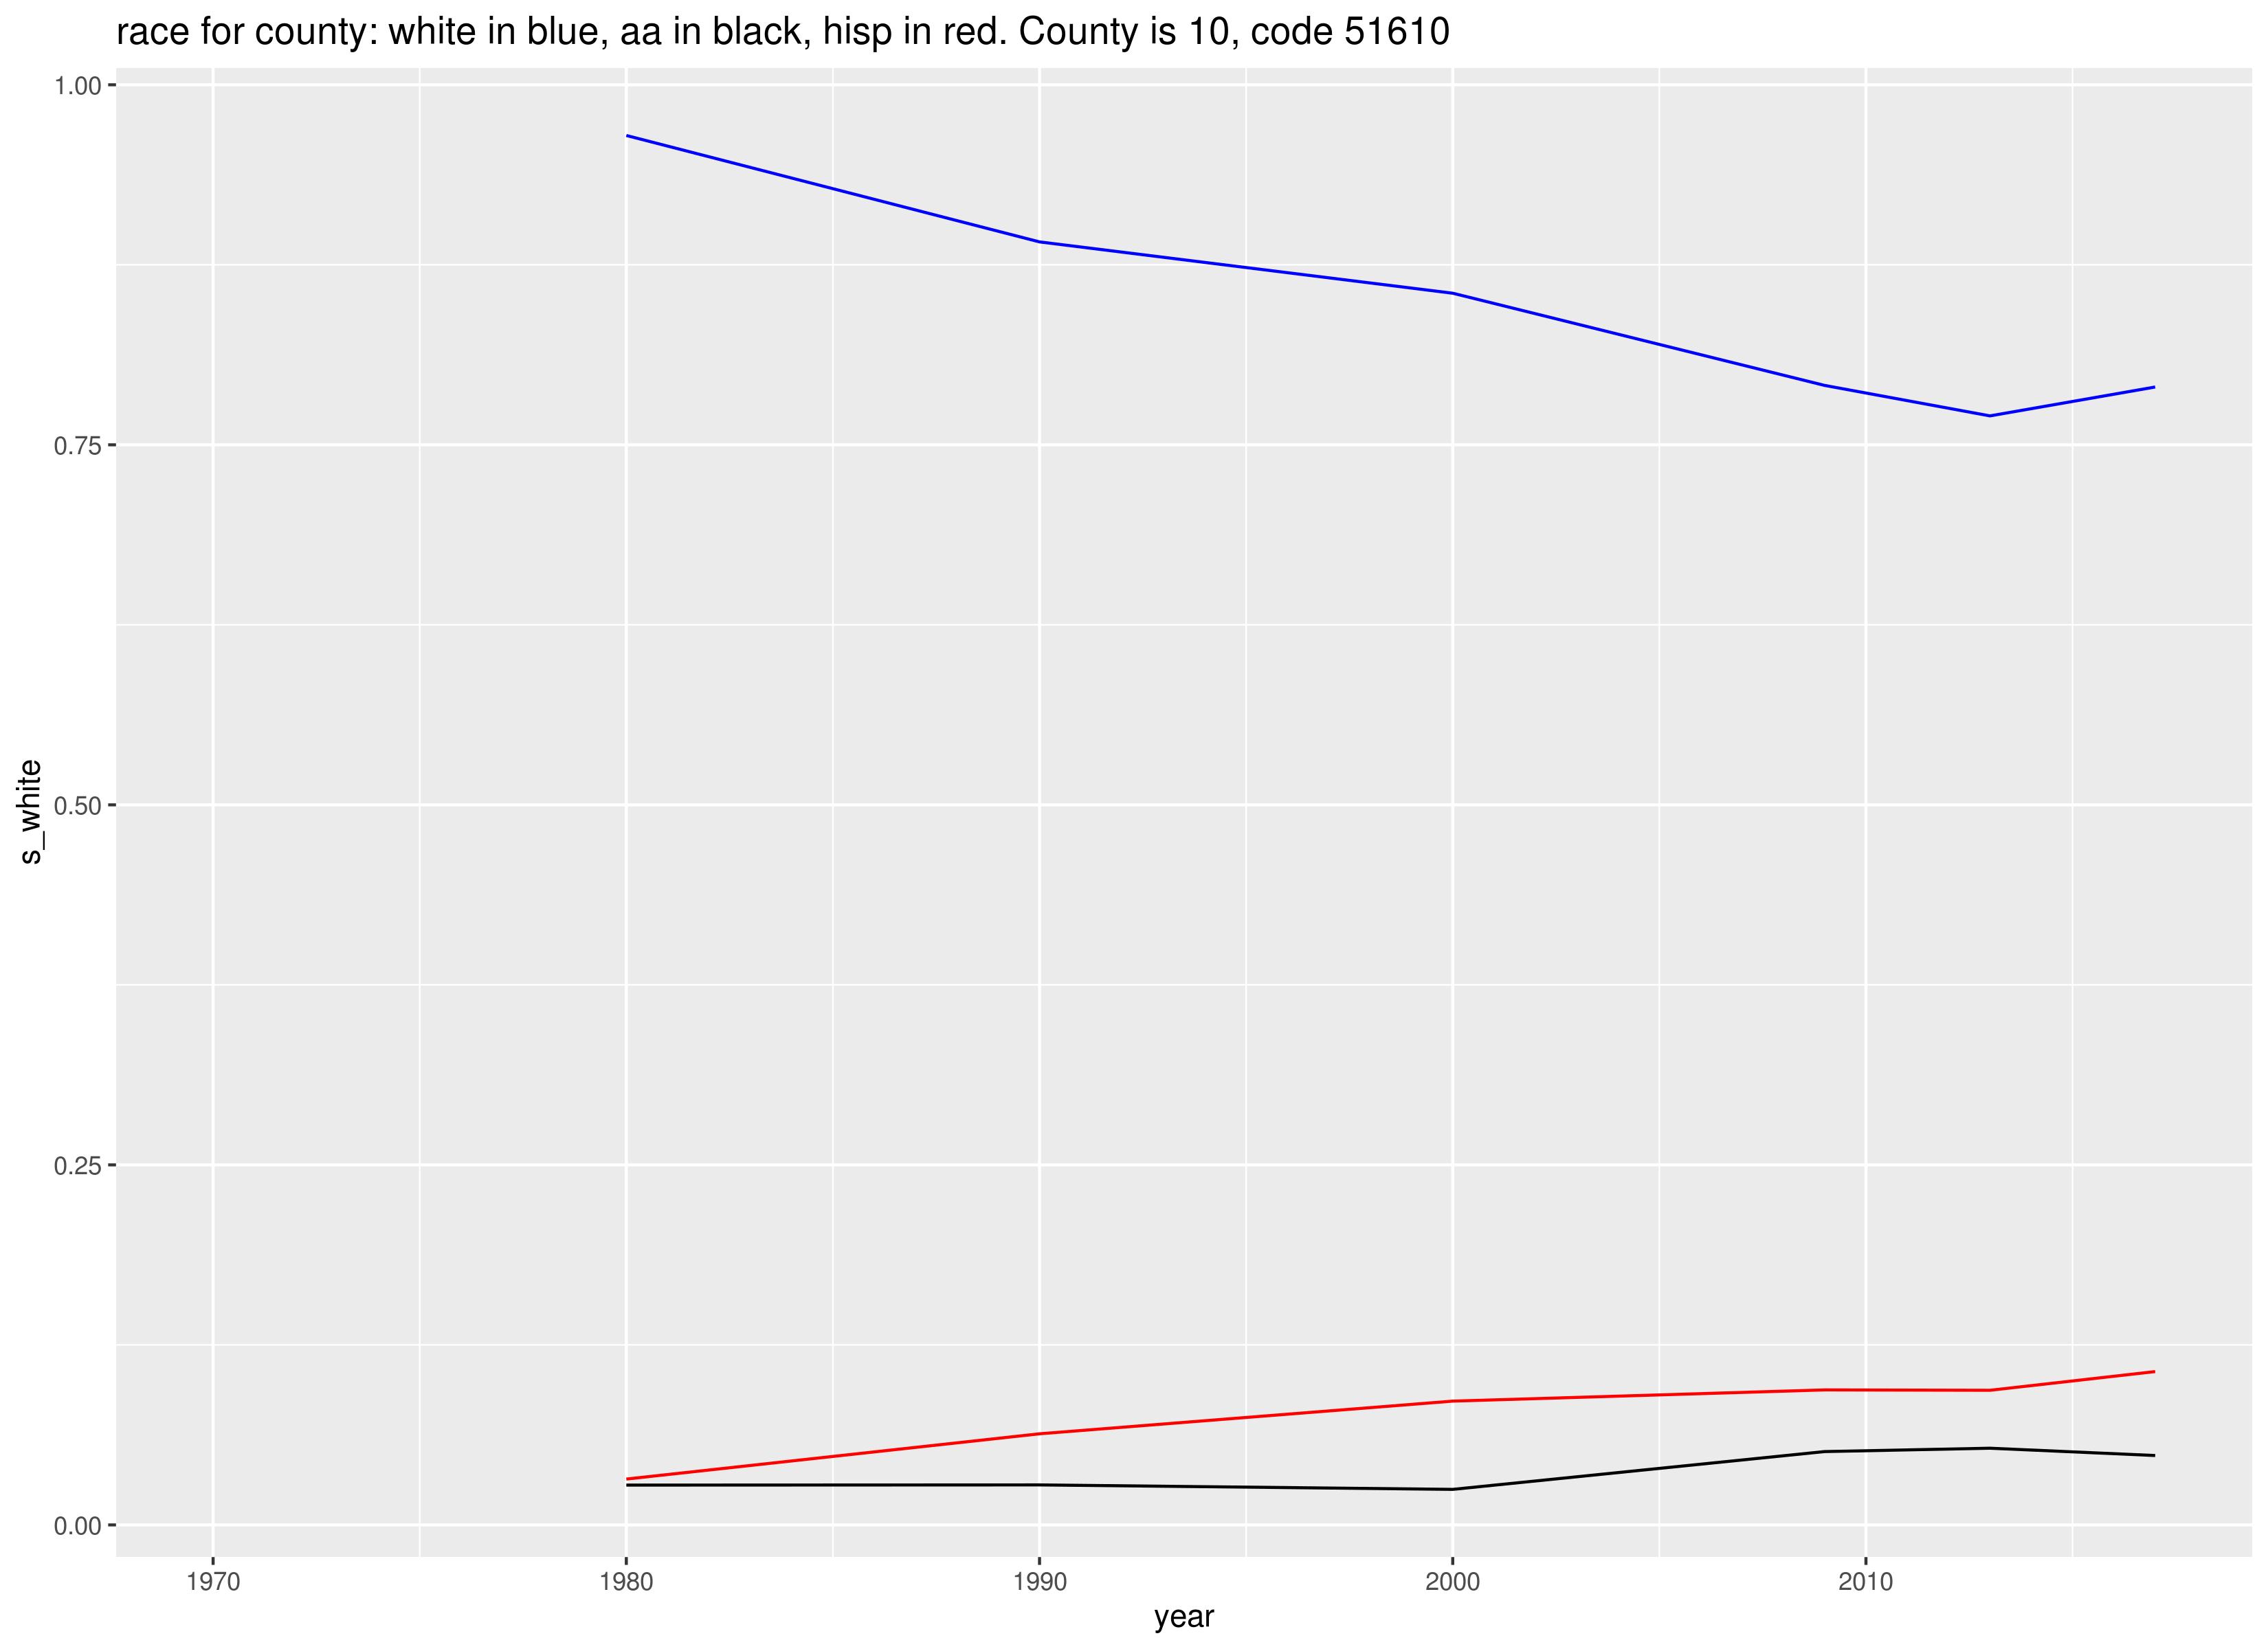 race for county: white in blue, aa in black, hisp in red. County is 10, code 51610
1.00
0.75
0.50
0.25
0.00
s_white
1970 1980 1990 2000 2010
year